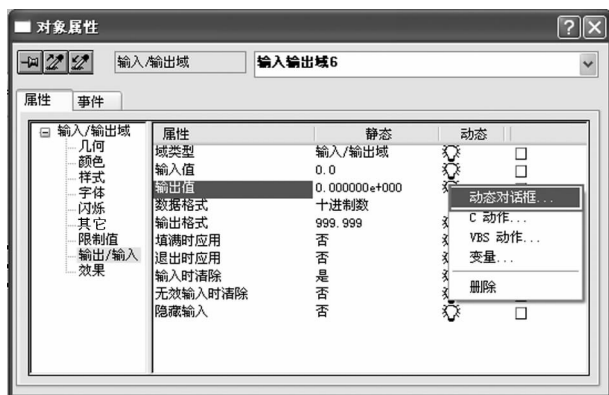 对象属性
输入/输出域 输入输出域6
属性 事件
输入/输出域
几何
颜色
样式
字体
闪烁
其它
限制值
输出/输入
效果
属性 静态 动态
域类型 输入/输出域
输入值 0.0
输出值 0.000000e+000
数据格式 十进制数
输出格式 999.999
填满时应用 否
退出时应用 否
输入时清除 是
无效输入时清除 否
隐藏输入 否
动态对话框...
C 动作...
VBS 动作...
变量...
删除